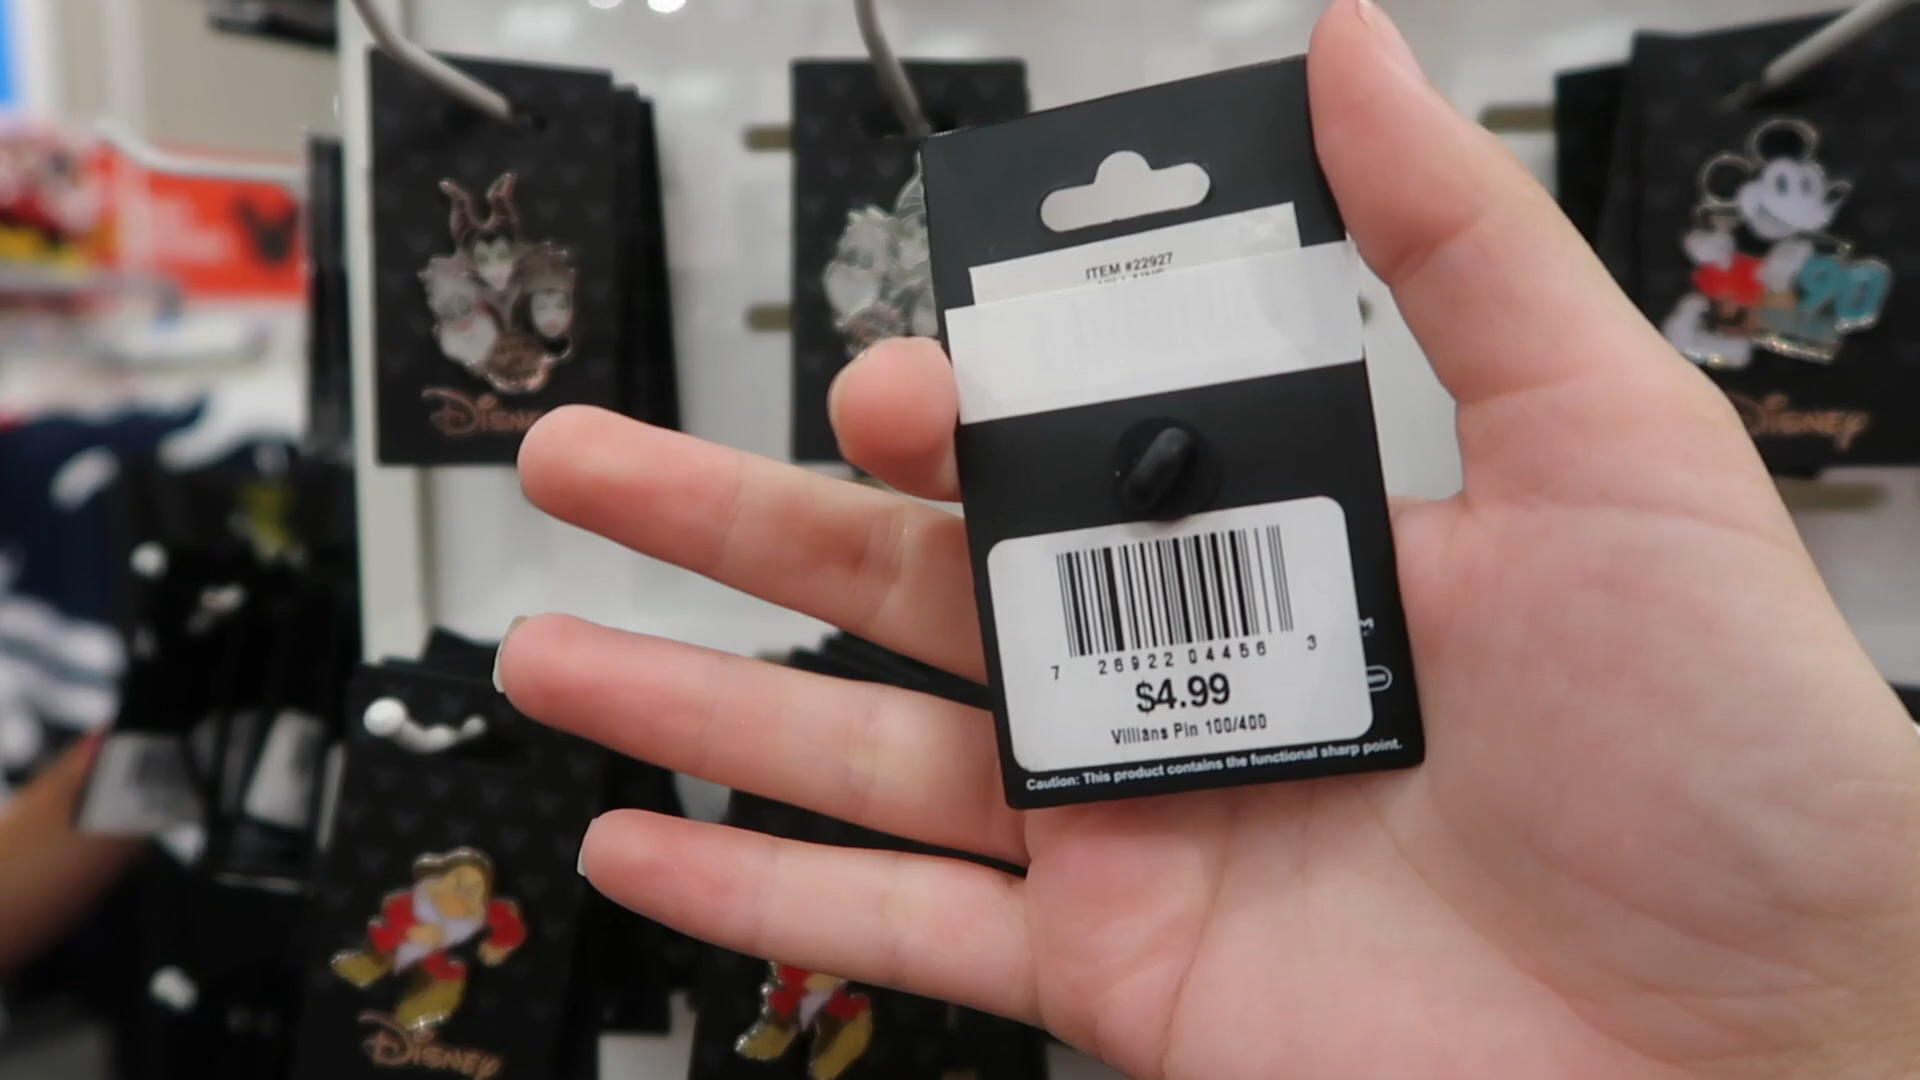 ITEM #22927
DISNEY
DISNEY
7 26922 04456 3
$4.99
Villians Pin 100/400
Caution: This product contains the functional sharp point.
90
DISNEY